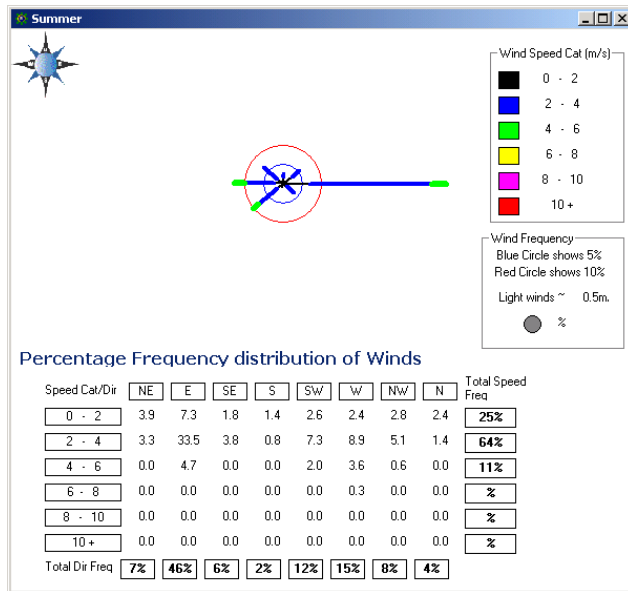 Summer
Wind Speed Cat (m/s)
0 - 2
2 - 4
4 - 6
6 - 8
8 - 10
10 +
Wind Frequency
Blue Circle shows 5%
Red Circle shows 10%
Light winds ~ 0.5m.
%
Percentage Frequency distribution of Winds
Speed Cat/Dir NE E SE S SW W NW N Total Speed Freq
0 - 2 3.9 7.3 1.8 1.4 2.6 2.4 2.8 2.4 25%
2 - 4 3.3 33.5 3.8 0.8 7.3 8.9 5.1 1.4 64%
4 - 6 0.0 4.7 0.0 0.0 2.0 3.6 0.6 0.0 11%
6 - 8 0.0 0.0 0.0 0.0 0.0 0.3 0.0 0.0 %
8 - 10 0.0 0.0 0.0 0.0 0.0 0.0 0.0 0.0 %
10 + 0.0 0.0 0.0 0.0 0.0 0.0 0.0 0.0 %
Total Dir Freq 7% 46% 6% 2% 12% 15% 8% 4%